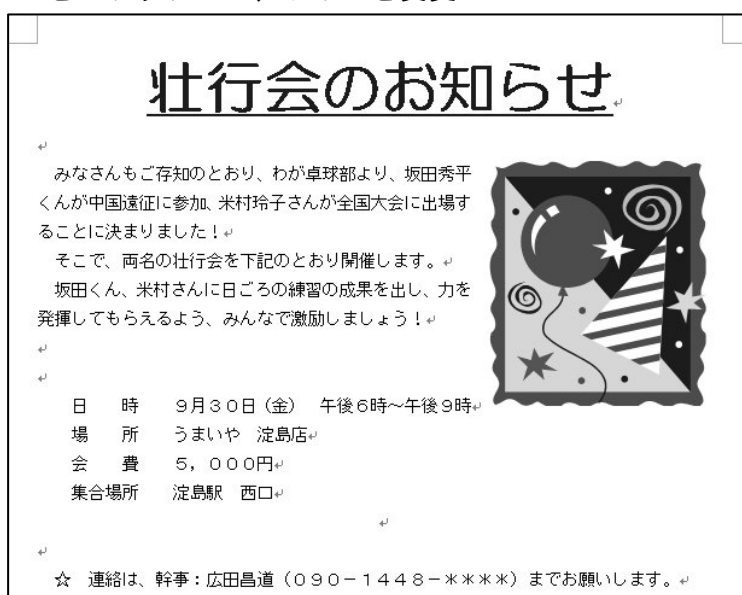 壮行会のお知らせ
みなさんもご存知のとおり、わが卓球部より、坂田秀平
くんが中国遠征に参加、米村玲子さんが全国大会に出場す
ることに決まりました！
そこで、両名の壮行会を下記のとおり開催します。
坂田くん、米村さんに日ごろの練習の成果を出し、力を
発揮してもらえるよう、みんなで激励しましょう！
日　時　９月３０日（金）　午後６時～午後９時
場　所　うまいや　淀島店
会　費　５，０００円
集合場所　淀島駅　西口
☆　連絡は、幹事：広田昌道（０９０－１４４８－＊＊＊＊）までお願いします。